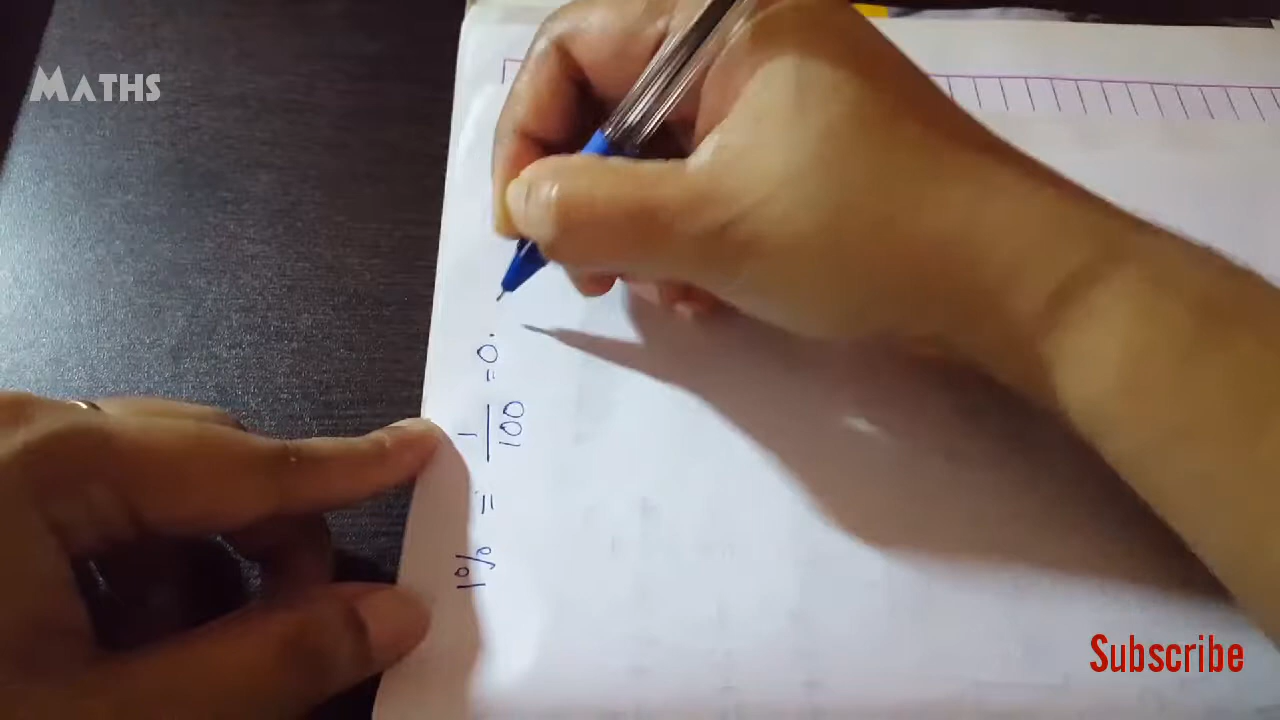 MATHS
1% = 1/100 = 0.
Subscribe